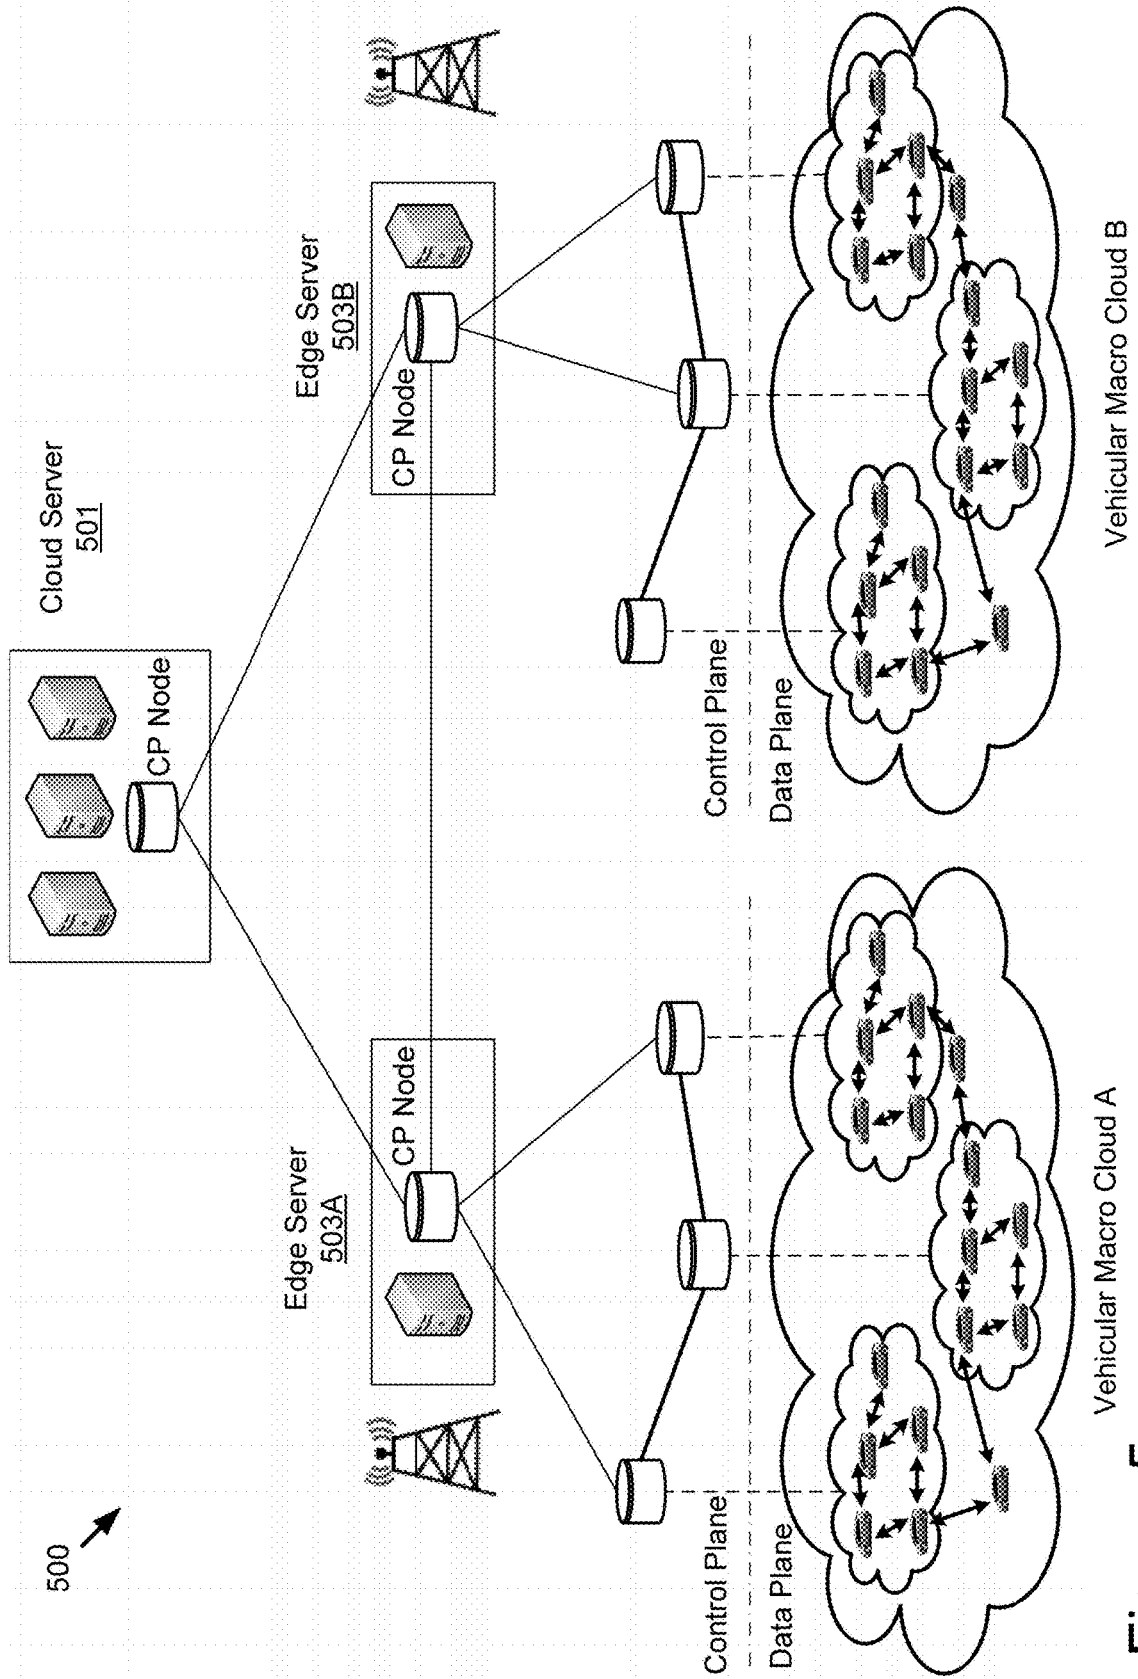 500
Cloud Server
501
CP Node
Edge Server
503A
CP Node
Edge Server
503B
CP Node
Control Plane
Data Plane
Control Plane
Data Plane
Vehicular Macro Cloud A
Vehicular Macro Cloud B